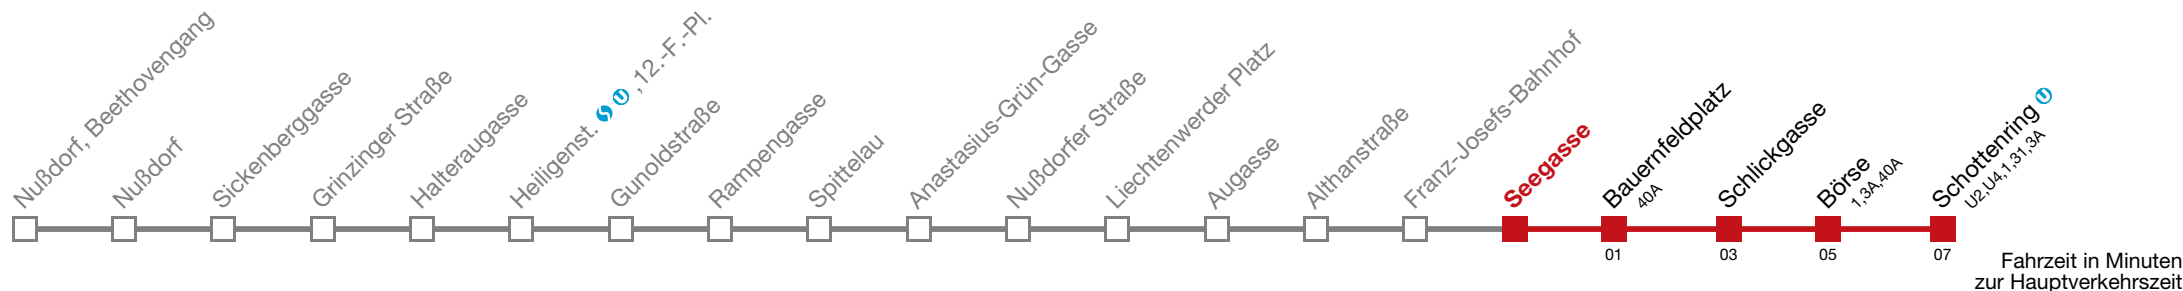 Nußdorf, Beethovengang
Nußdorf
Sickenberggasse
Grinzinger Straße
Halteraugasse
Heiligenst. , 12.-F.-Pl.
Gunoldstraße
Rampengasse
Spittelau
Anastasius-Grün-Gasse
Nußdorfer Straße
Liechtenwerder Platz
Augasse
Althanstraße
Franz-Josefs-Bahnhof
Seegasse
Bauernfeldplatz
40A
Schlickgasse
Börse
1,3A,40A
Schottenring U
U2,U4,1,31,3A
01
03
05
07
Fahrzeit in Minuten
zur Hauptverkehrszeit